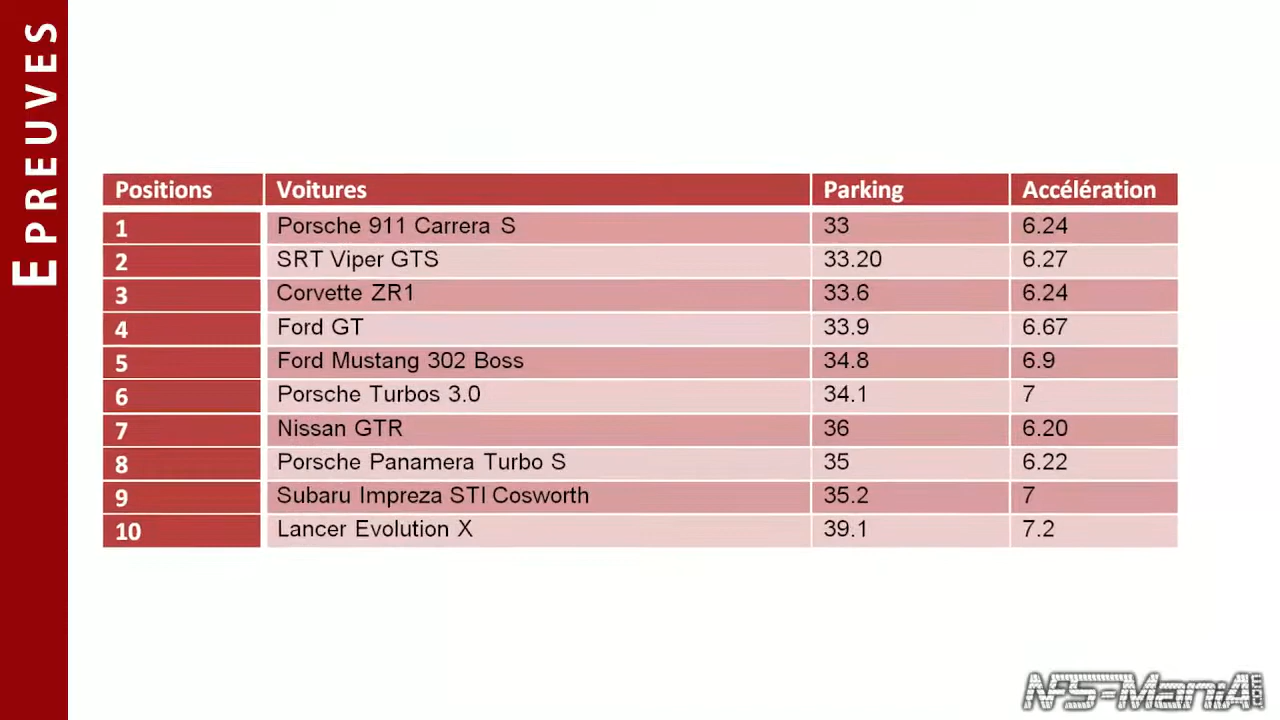 EPREUVES
Positions Voitures Parking Accélération
1 Porsche 911 Carrera S 33 6.24
2 SRT Viper GTS 33.20 6.27
3 Corvette ZR1 33.6 6.24
4 Ford GT 33.9 6.67
5 Ford Mustang 302 Boss 34.8 6.9
6 Porsche Turbos 3.0 34.1 7
7 Nissan GTR 36 6.20
8 Porsche Panamera Turbo S 35 6.22
9 Subaru Impreza STI Cosworth 35.2 7
10 Lancer Evolution X 39.1 7.2
NFS-ManiA.com